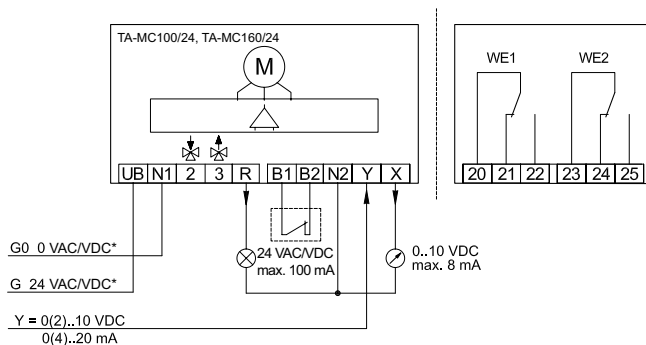 TA-MC100/24, TA-MC160/24
M
UB N1 2 3 R B1 B2 N2 Y X
WE1 WE2
20 21 22 23 24 25
G0 0 VAC/VDC*
G 24 VAC/VDC*
Y = 0(2)..10 VDC
0(4)..20 mA
24 VAC/VDC
max. 100 mA
0..10 VDC
max. 8 mA